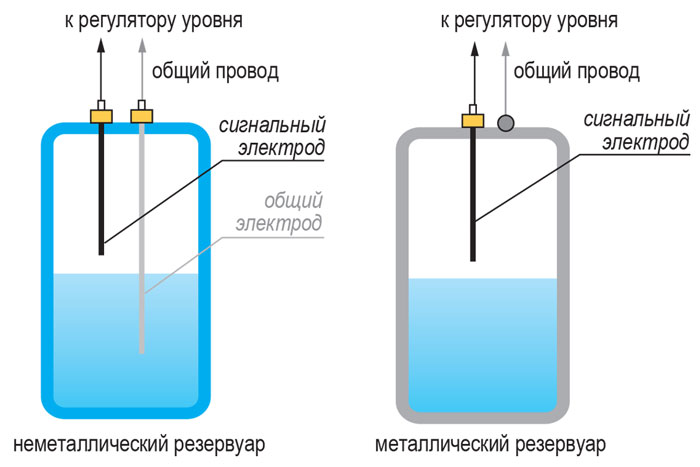 к регулятору уровня
общий провод
сигнальный
электрод
общий
электрод
неметаллический резервуар
к регулятору уровня
общий провод
сигнальный
электрод
металлический резервуар